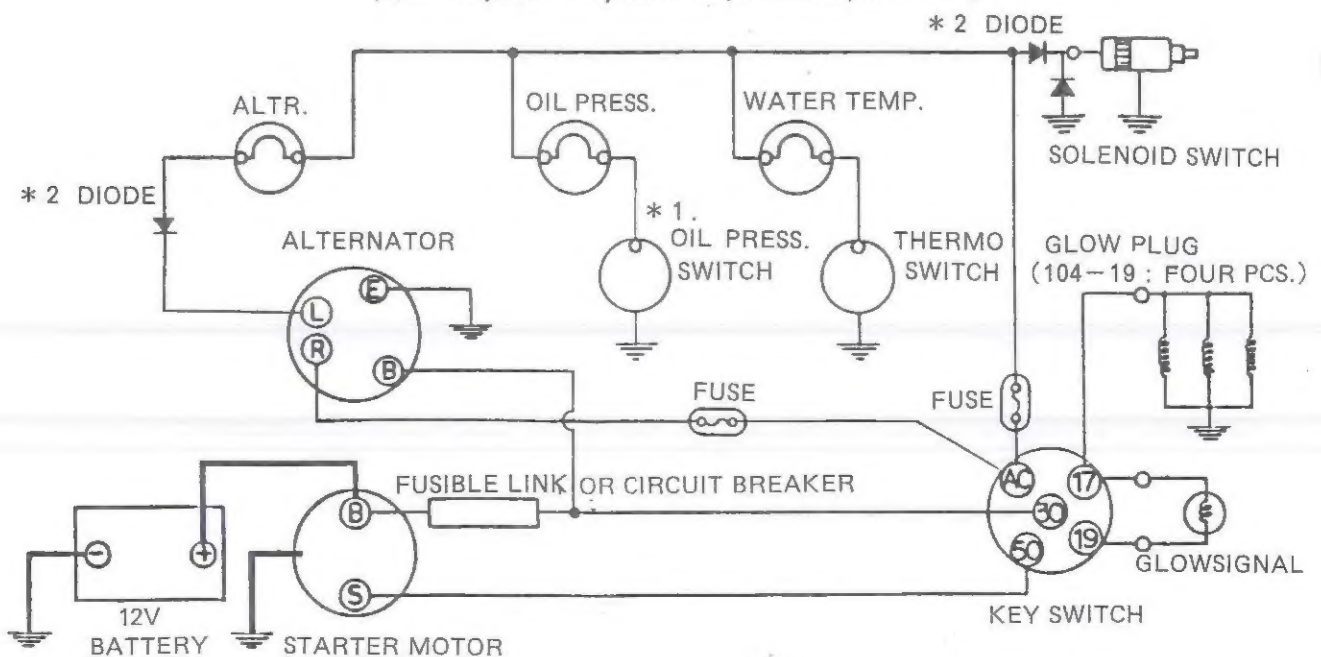 * 2 DIODE
ALTR.
OIL PRESS.
WATER TEMP.
SOLENOID SWITCH
* 2 DIODE
ALTERNATOR
* 1.
OIL PRESS.
SWITCH
THERMO
SWITCH
GLOW PLUG
(104-19 : FOUR PCS.)
E
L
R
B
FUSE
FUSE
AC
17
30
19
50
FUSIBLE LINK OR CIRCUIT BREAKER
B
S
- +
GLOWSIGNAL
KEY SWITCH
12V
BATTERY
STARTER MOTOR